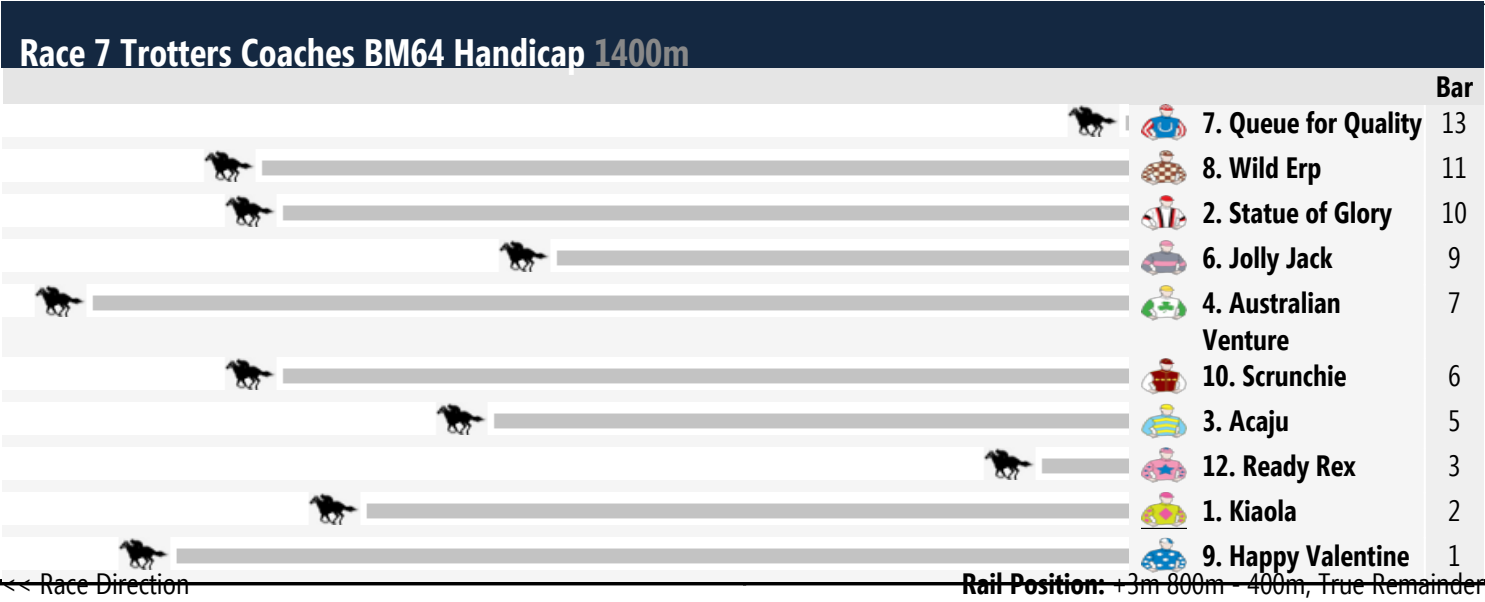 Race 7 Trotters Coaches BM64 Handicap 1400m
Bar
7. Queue for Quality 13
8. Wild Erp 11
2. Statue of Glory 10
6. Jolly Jack 9
4. Australian 7
Venture
10. Scrunchie 6
3. Acaju 5
12. Ready Rex 3
1. Kiaola 2
9. Happy Valentine 1
<< Race Direction Rail Position: +3m 800m - 400m, True Remainder